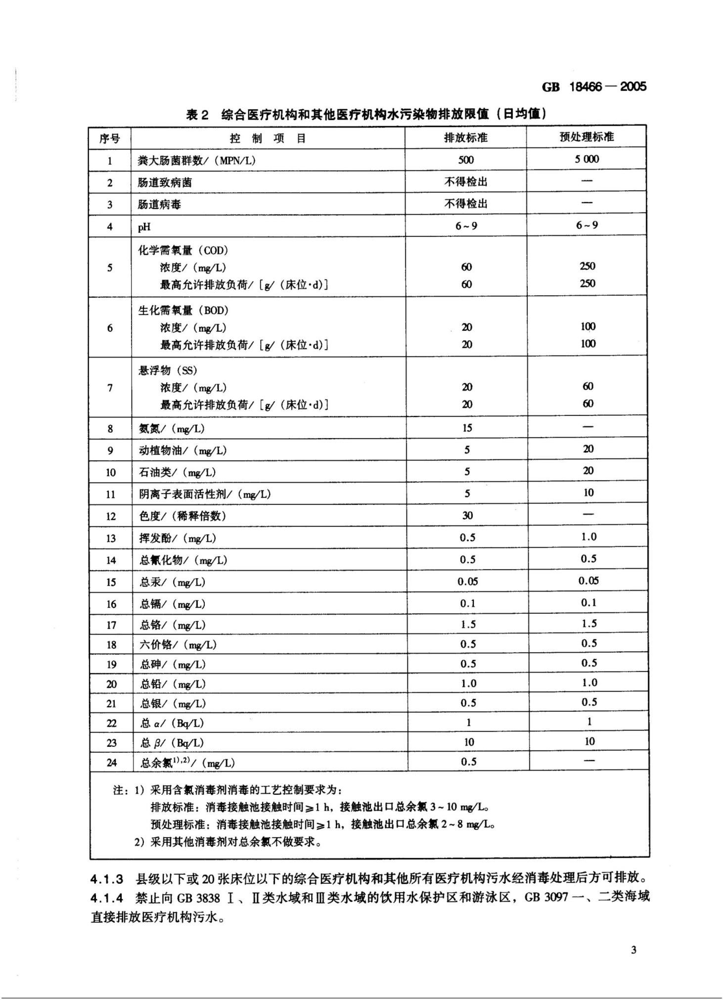 GB 18466—2005
表2 综合医疗机构和其他医疗机构水污染物排放限值（日均值）
序号 控制项目 排放标准 预处理标准
1 粪大肠菌群数/（MPN/L） 500 5 000
2 肠道致病菌 不得检出 —
3 肠道病毒 不得检出 —
4 pH 6~9 6~9
5 化学需氧量（COD）
浓度/（mg/L） 60 250
最高允许排放负荷/［g/（床位·d)］ 60 250
6 生化需氧量（BOD）
浓度/（mg/L） 20 100
最高允许排放负荷/［g/（床位·d)］ 20 100
7 悬浮物（SS）
浓度/（mg/L） 20 60
最高允许排放负荷/［g/（床位·d)］ 20 60
8 氨氮/（mg/L） 15 —
9 动植物油/（mg/L） 5 20
10 石油类/（mg/L） 5 20
11 阴离子表面活性剂/（mg/L） 5 10
12 色度/（稀释倍数） 30 —
13 挥发酚/（mg/L） 0.5 1.0
14 总氰化物/（mg/L） 0.5 0.5
15 总汞/（mg/L） 0.05 0.05
16 总镉/（mg/L） 0.1 0.1
17 总铬/（mg/L） 1.5 1.5
18 六价铬/（mg/L） 0.5 0.5
19 总砷/（mg/L） 0.5 0.5
20 总铅/（mg/L） 1.0 1.0
21 总银/（mg/L） 0.5 0.5
22 总α/（Bq/L） 1 1
23 总β/（Bq/L） 10 10
24 总余氯1),2)/（mg/L） 0.5 —
注：1）采用含氯消毒剂消毒的工艺控制要求为：
排放标准：消毒接触池接触时间≥1 h，接触池出口总余氯3~10 mg/L。
预处理标准：消毒接触池接触时间≥1 h，接触池出口总余氯2~8 mg/L。
2）采用其他消毒剂对总余氯不做要求。
4.1.3 县级以下或20张床位以下的综合医疗机构和其他所有医疗机构污水经消毒处理后方可排放。
4.1.4 禁止向GB 3838 Ⅰ、Ⅱ类水域和Ⅲ类水域的饮用水保护区和游泳区，GB 3097一、二类海域
直接排放医疗机构污水。
3